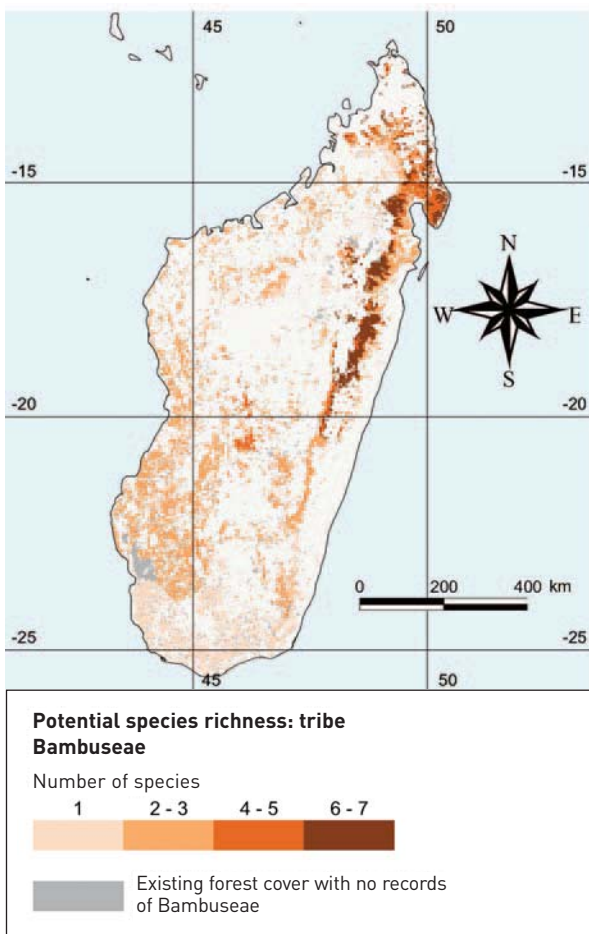 45 50
-15 -15
N
W E
S
-20 -20
0 200 400 km
-25 -25
45 50
Potential species richness: tribe
Bambuseae
Number of species
1 2 - 3 4 - 5 6 - 7
Existing forest cover with no records
of Bambuseae